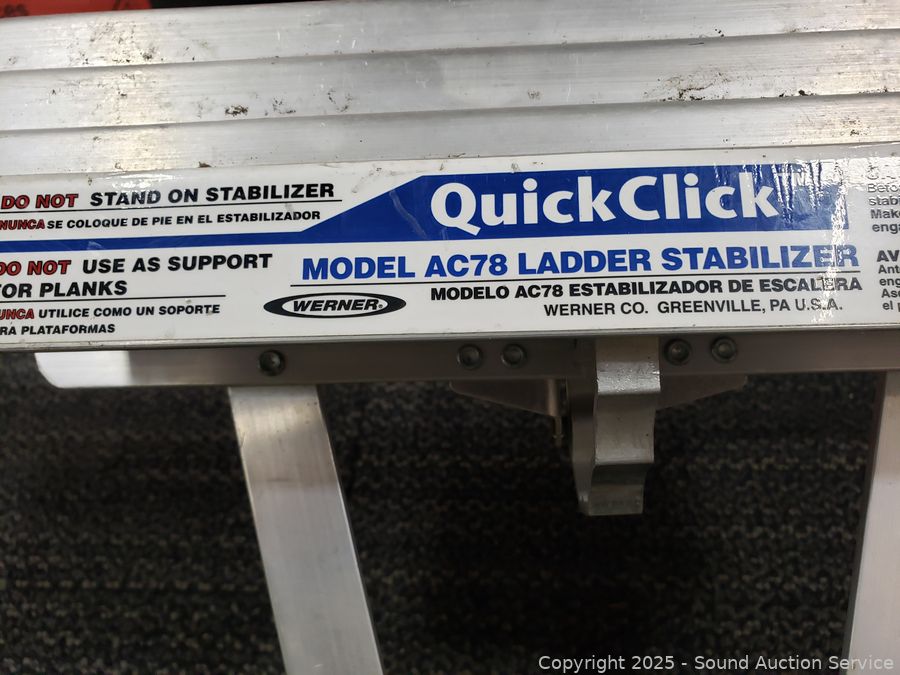 DO NOT STAND ON STABILIZER
NUNCA SE COLOQUE DE PIE EN EL ESTABILIZADOR
DO NOT USE AS SUPPORT
FOR PLANKS
NUNCA UTILICE COMO UN SOPORTE
PARA PLATAFORMAS
QuickClick
MODEL AC78 LADDER STABILIZER
MODELO AC78 ESTABILIZADOR DE ESCALERA
WERNER
WERNER CO. GREENVILLE, PA U.S.A.
Copyright 2025 - Sound Auction Service